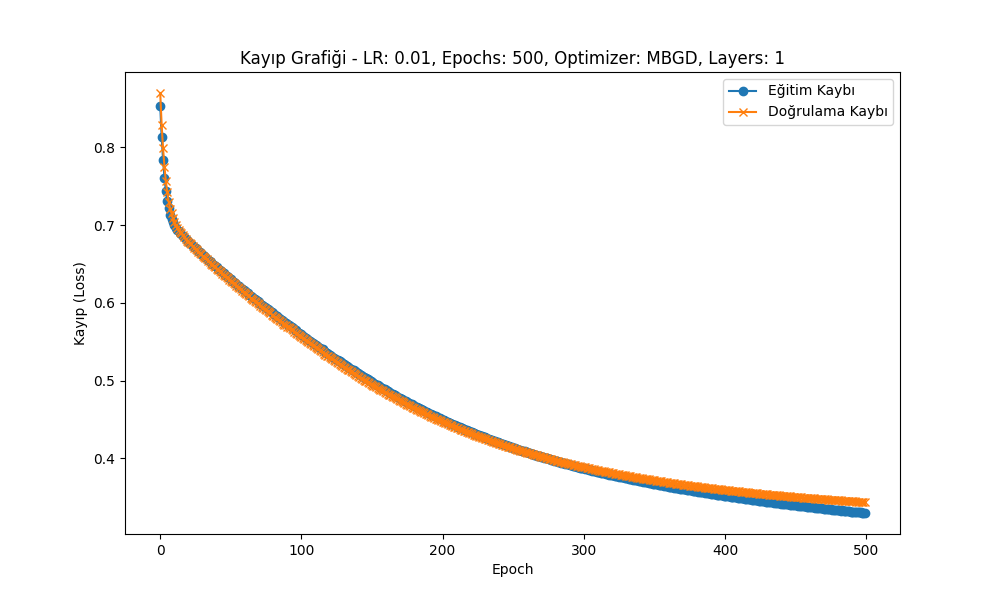 Kayıp Grafiği - LR: 0.01, Epochs: 500, Optimizer: MBGD, Layers: 1
Eğitim Kaybı
Doğrulama Kaybı
Kayıp (Loss)
0.8
0.7
0.6
0.5
0.4
0 100 200 300 400 500
Epoch